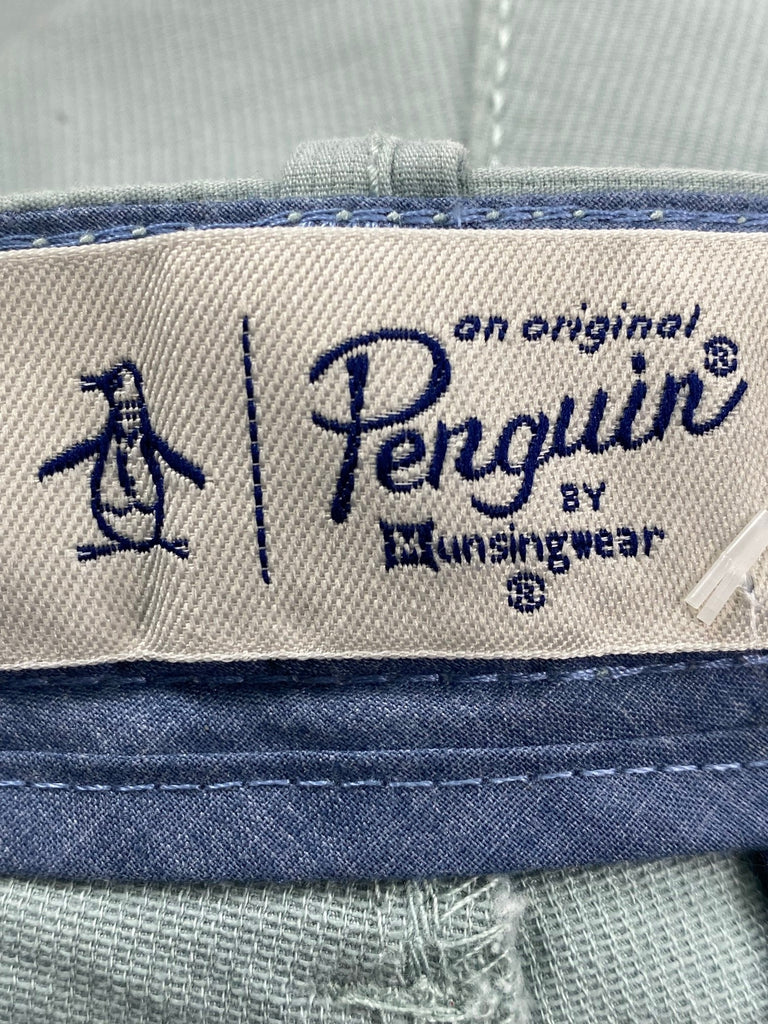 an original
Penguin®
BY
Munsingwear
®